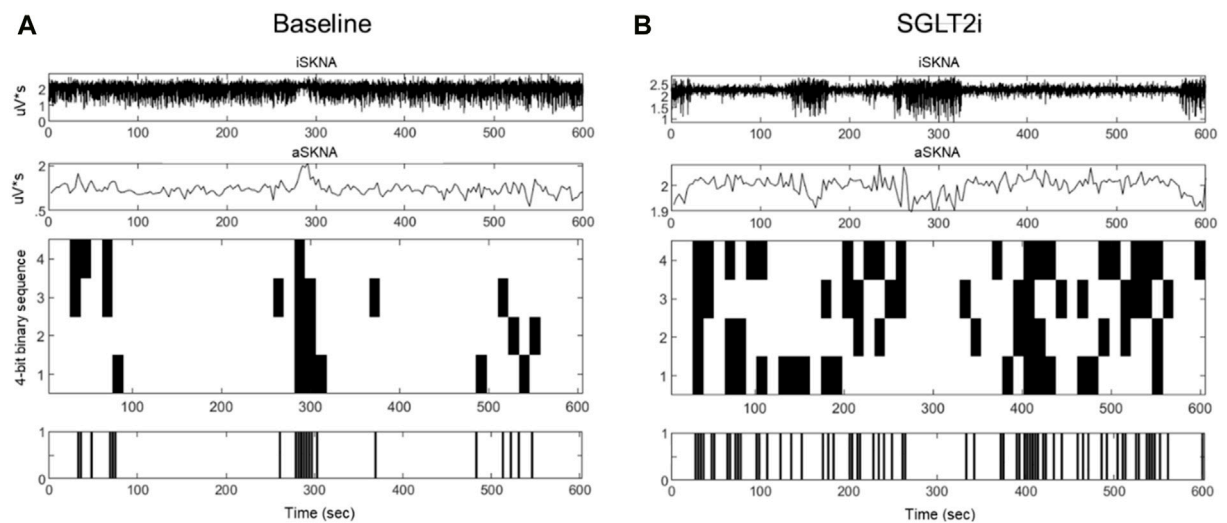 A Baseline
iSKNA
uV*s
2
1
0
0 100 200 300 400 500 600
aSKNA
uV*s
2
.5
0 100 200 300 400 500 600
4-bit binary sequence
4
3
2
1
100 200 300 400 500 600
1
0
0 100 200 300 400 500 600
Time (sec)
B SGLT2i
iSKNA
2.5
2
1.5
1
0 100 200 300 400 500 600
aSKNA
2
1.9
0 100 200 300 400 500 600
4
3
2
1
100 200 300 400 500 600
1
0
0 100 200 300 400 500 600
Time (sec)